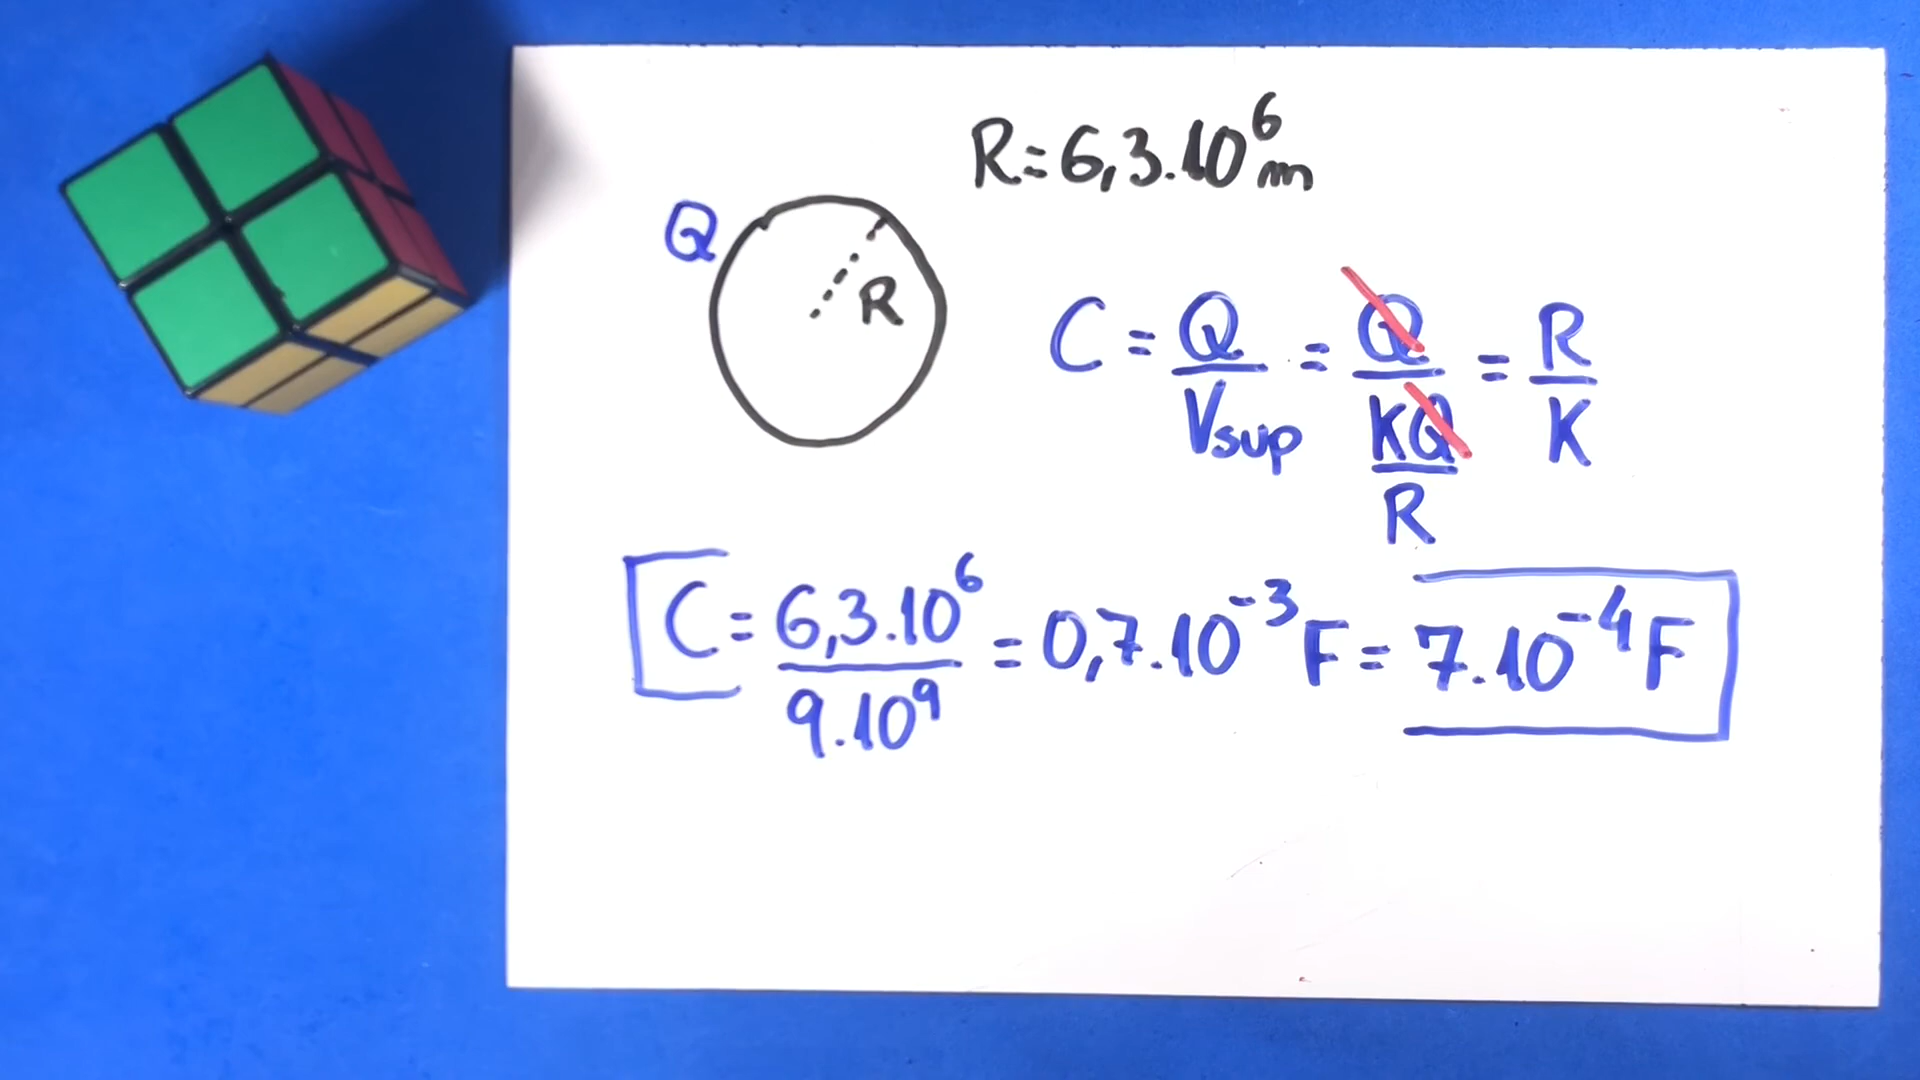 R = 6,3.10⁶ m
Q
R
C = Q/Vsup = Q/(KQ/R) = R/K
C = 6,3.10⁶/9.10⁹ = 0,7.10⁻³ F = 7.10⁻⁴ F